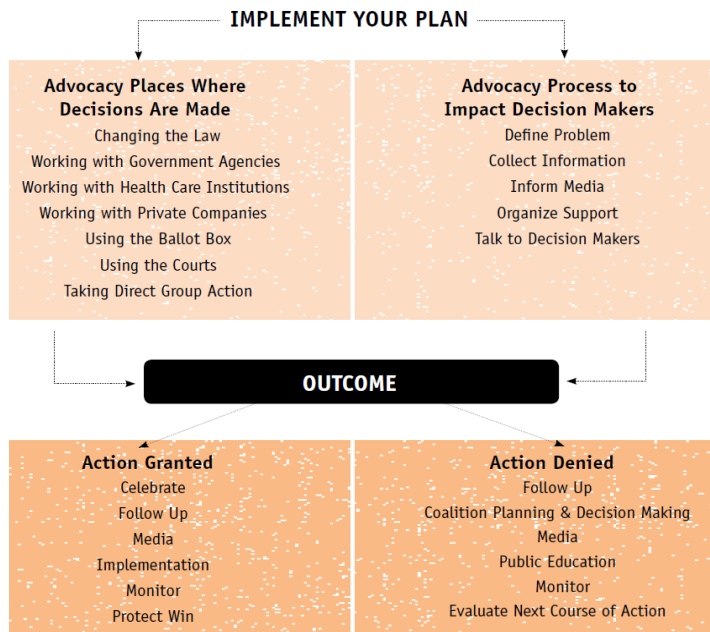 IMPLEMENT YOUR PLAN
Advocacy Places Where
Decisions Are Made
Changing the Law
Working with Government Agencies
Working with Health Care Institutions
Working with Private Companies
Using the Ballot Box
Using the Courts
Taking Direct Group Action
Advocacy Process to
Impact Decision Makers
Define Problem
Collect Information
Inform Media
Organize Support
Talk to Decision Makers
OUTCOME
Action Granted
Celebrate
Follow Up
Media
Implementation
Monitor
Protect Win
Action Denied
Follow Up
Coalition Planning & Decision Making
Media
Public Education
Monitor
Evaluate Next Course of Action